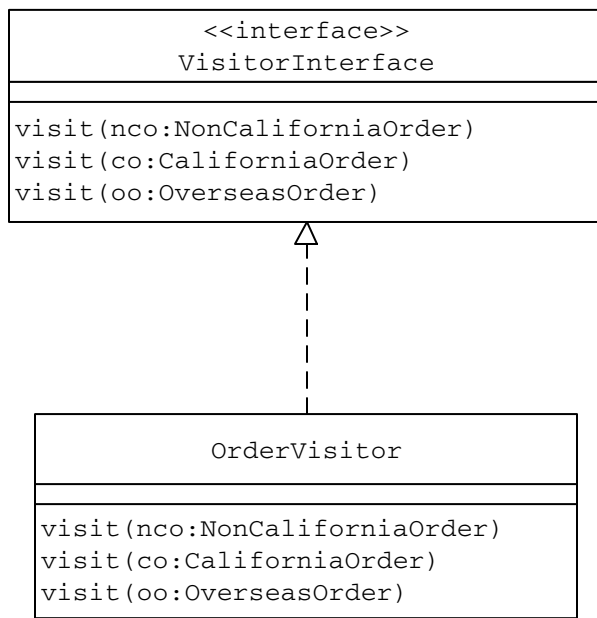 <<interface>>
VisitorInterface
visit(nco:NonCaliforniaOrder)
visit(co:CaliforniaOrder)
visit(oo:OverseasOrder)
OrderVisitor
visit(nco:NonCaliforniaOrder)
visit(co:CaliforniaOrder)
visit(oo:OverseasOrder)